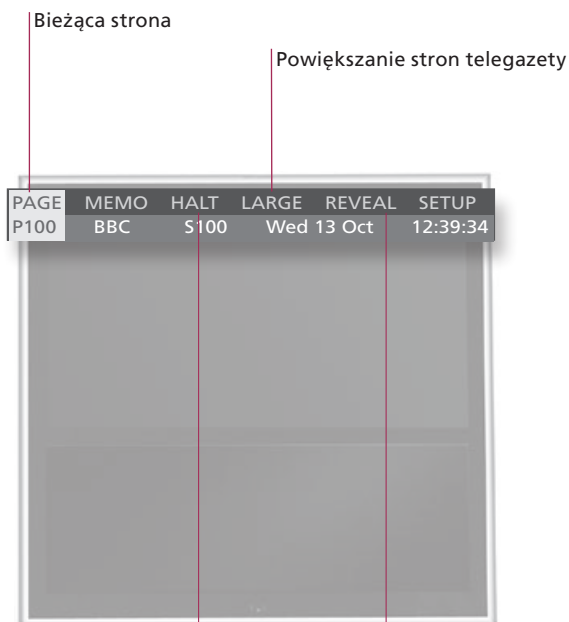 Bieżąca strona
Powiększanie stron telegazety
PAGE MEMO HALT LARGE REVEAL SETUP
P100 BBC S100 Wed 13 Oct 12:39:34